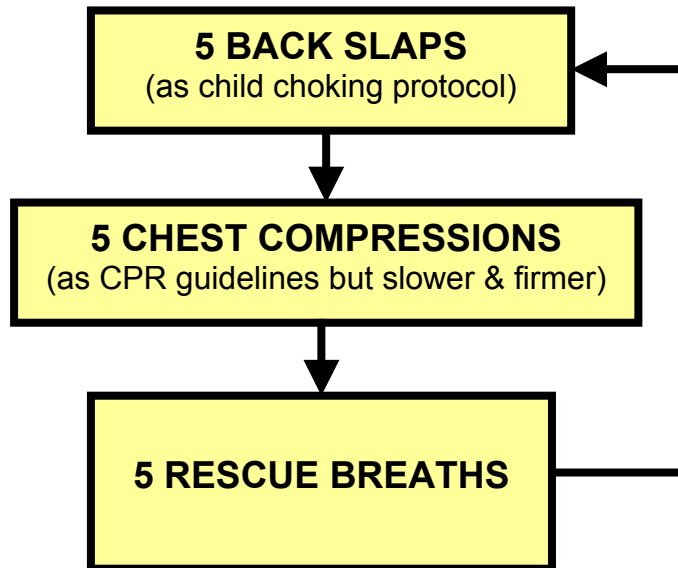 5 BACK SLAPS
(as child choking protocol)
5 CHEST COMPRESSIONS
(as CPR guidelines but slower & firmer)
5 RESCUE BREATHS